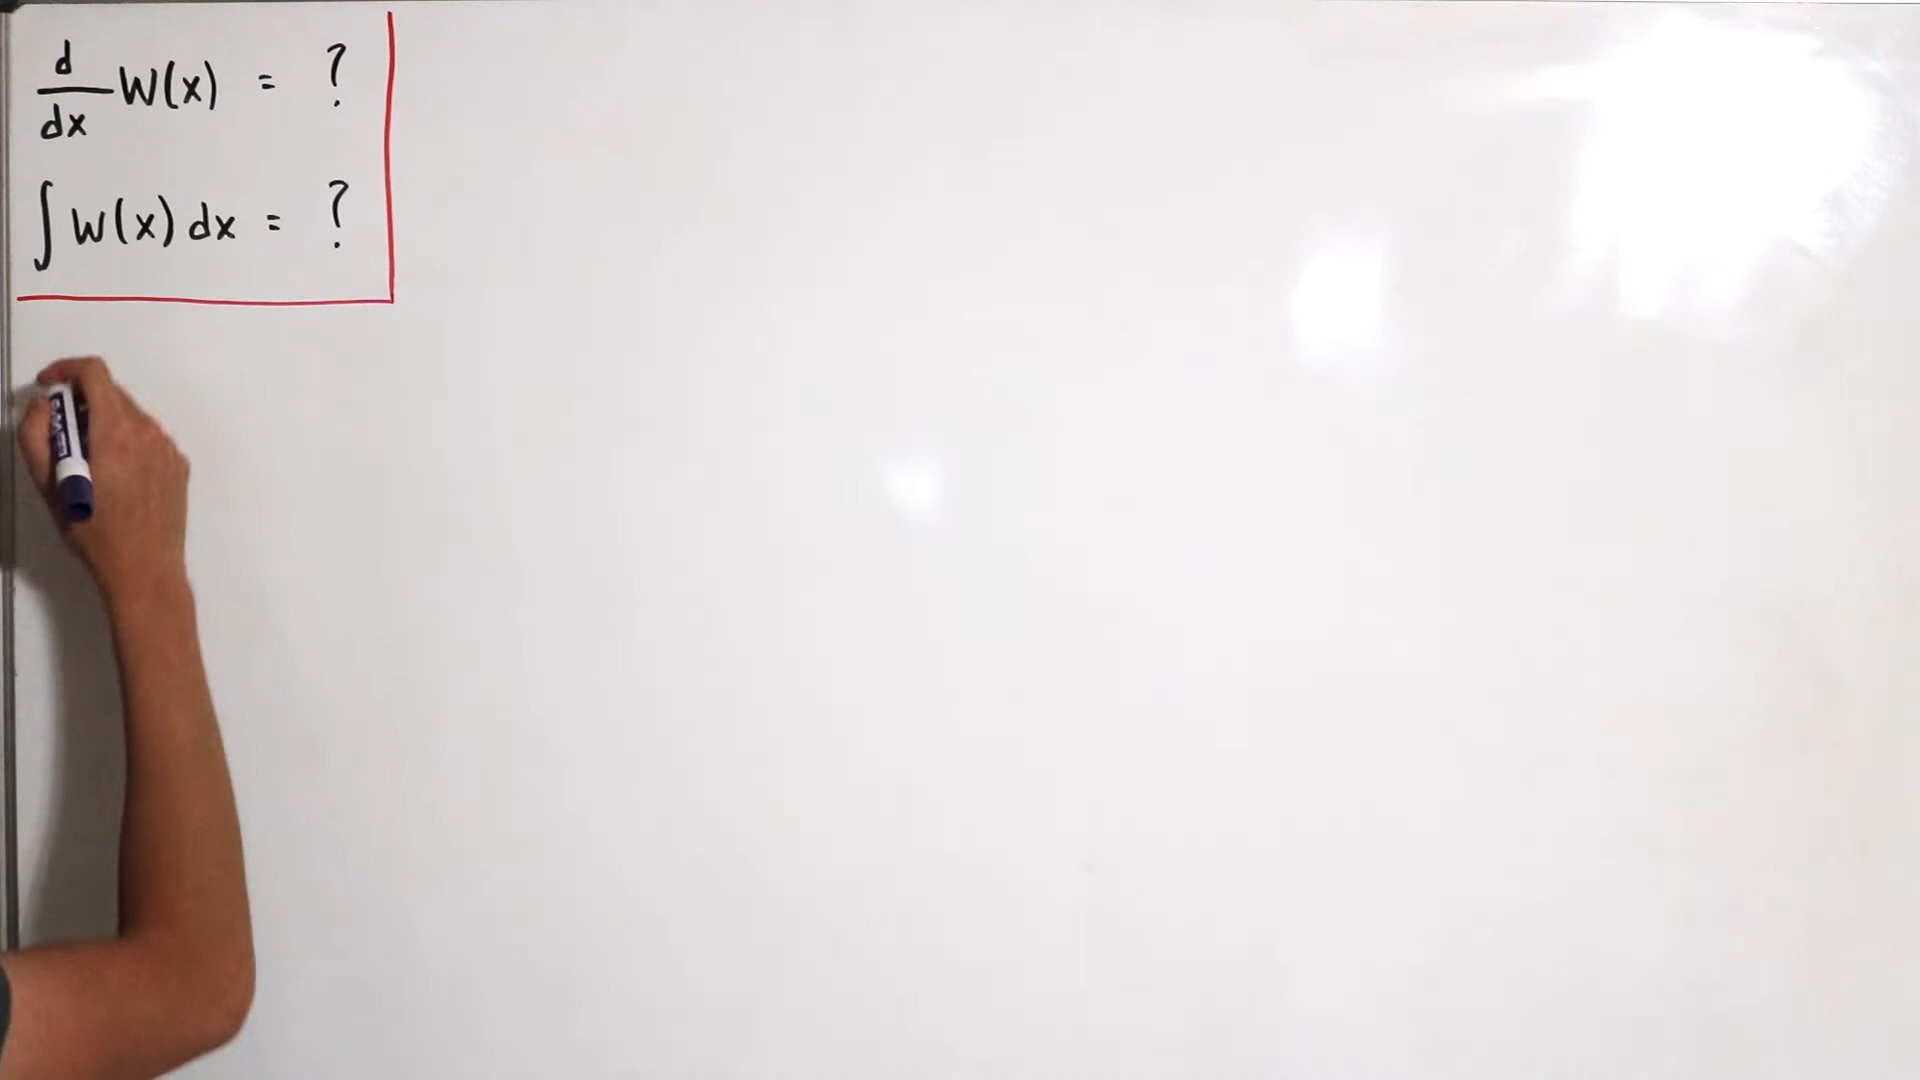 d/dx W(x) = ?
∫ W(x) dx = ?